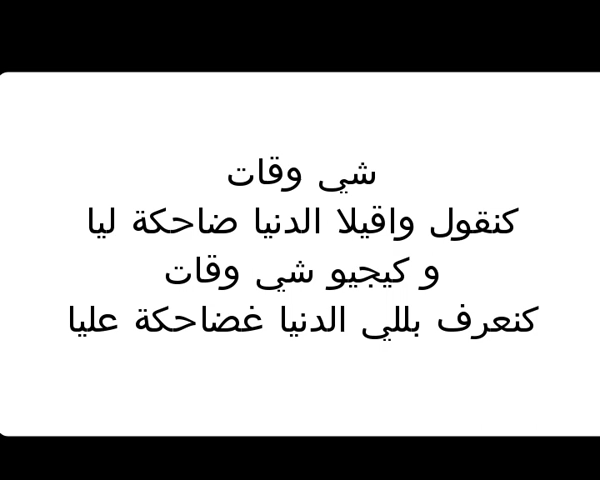 شي وقات
كنقول واقيلا الدنيا ضاحكة ليا
و كيجيو شي وقات
كنعرف بللي الدنيا غضاحكة عليا